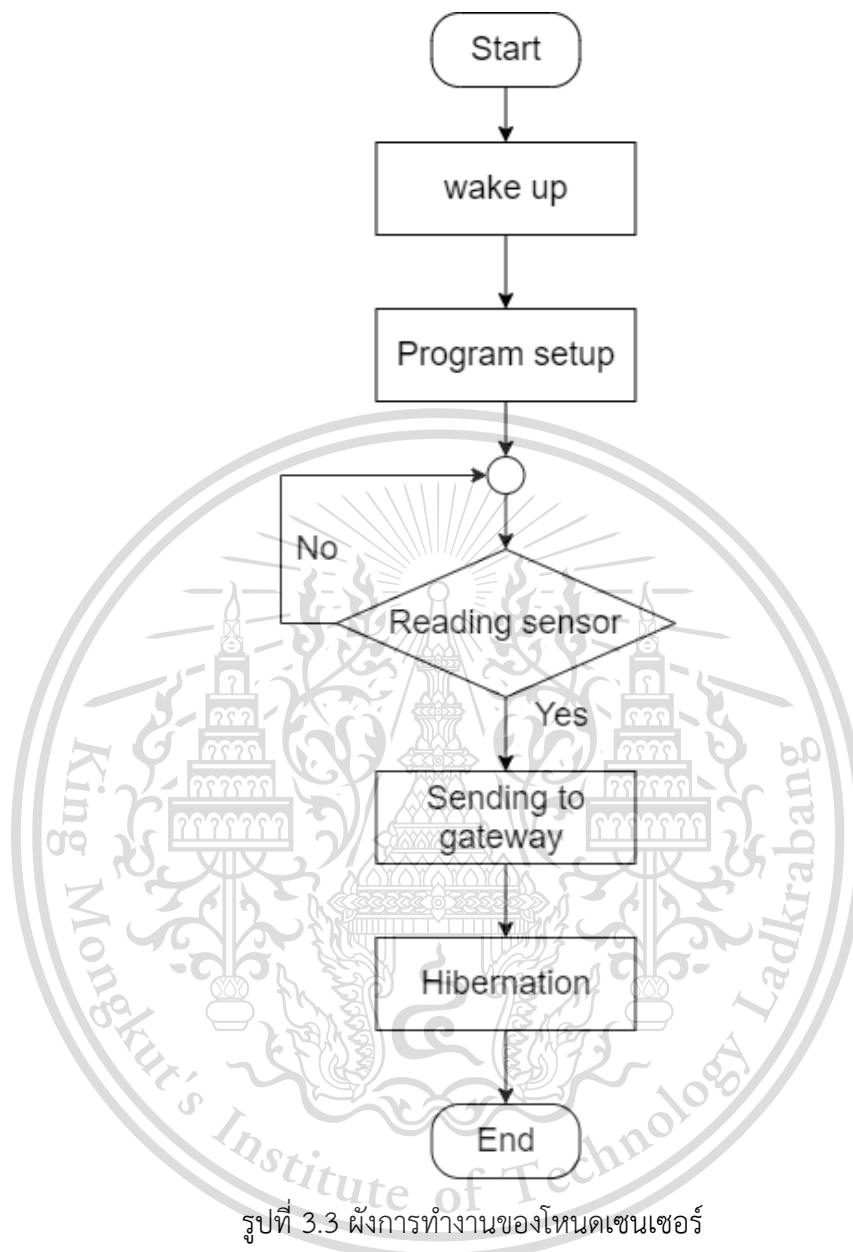 Start
wake up
Program setup
No
Reading sensor
Yes
Sending to
gateway
Hibernation
End
King Mongkut's Institute of Technology Ladkrabang
รูปที่ 3.3 ผังการทำงานของโหนดเซนเซอร์